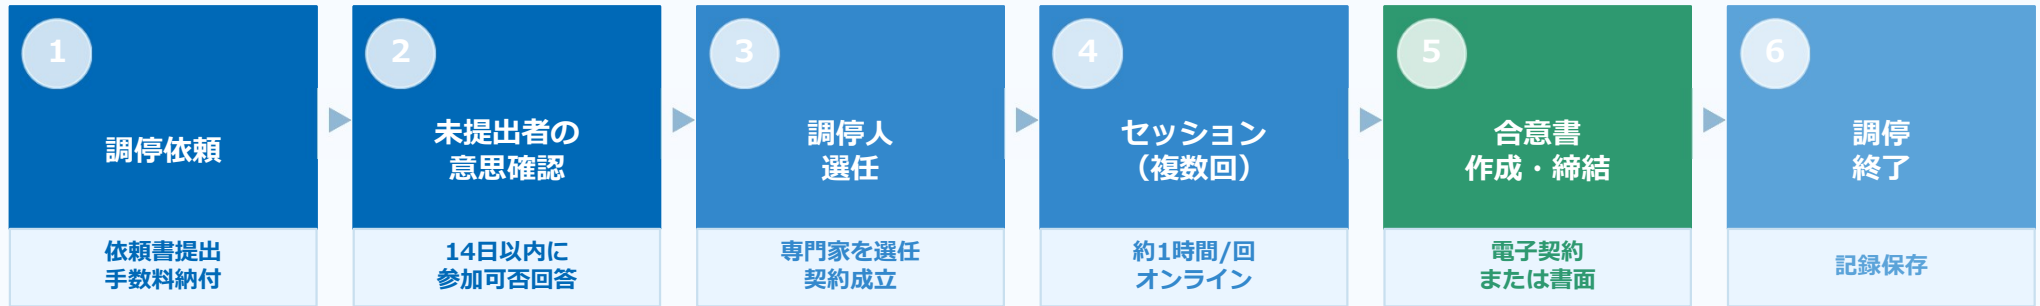 1
調停依頼
依頼書提出
手数料納付
2
未提出者の
意思確認
14日以内に
参加可否回答
3
調停人
選任
専門家を選任
契約成立
4
セッション
（複数回）
約1時間/回
オンライン
5
合意書
作成・締結
電子契約
または書面
6
調停
終了
記録保存